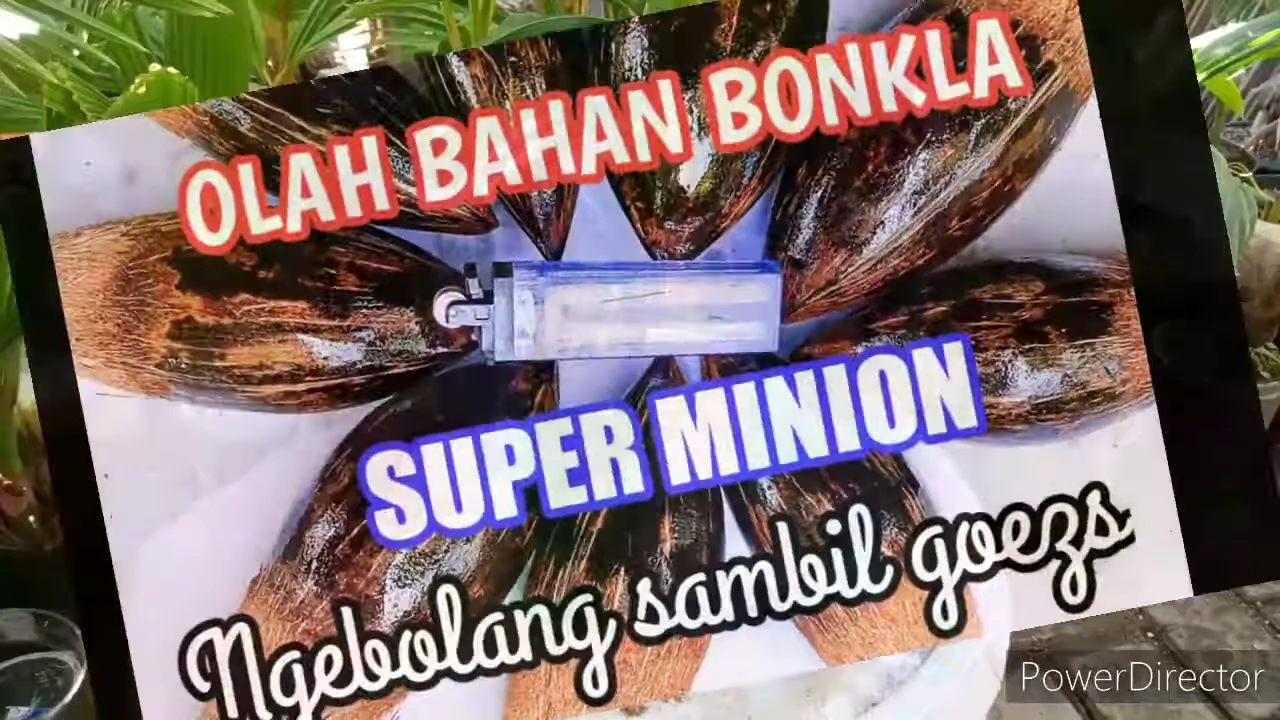 OLAH BAHAN BONKLA
SUPER MINION
Ngebolang sambil goezs
PowerDirector